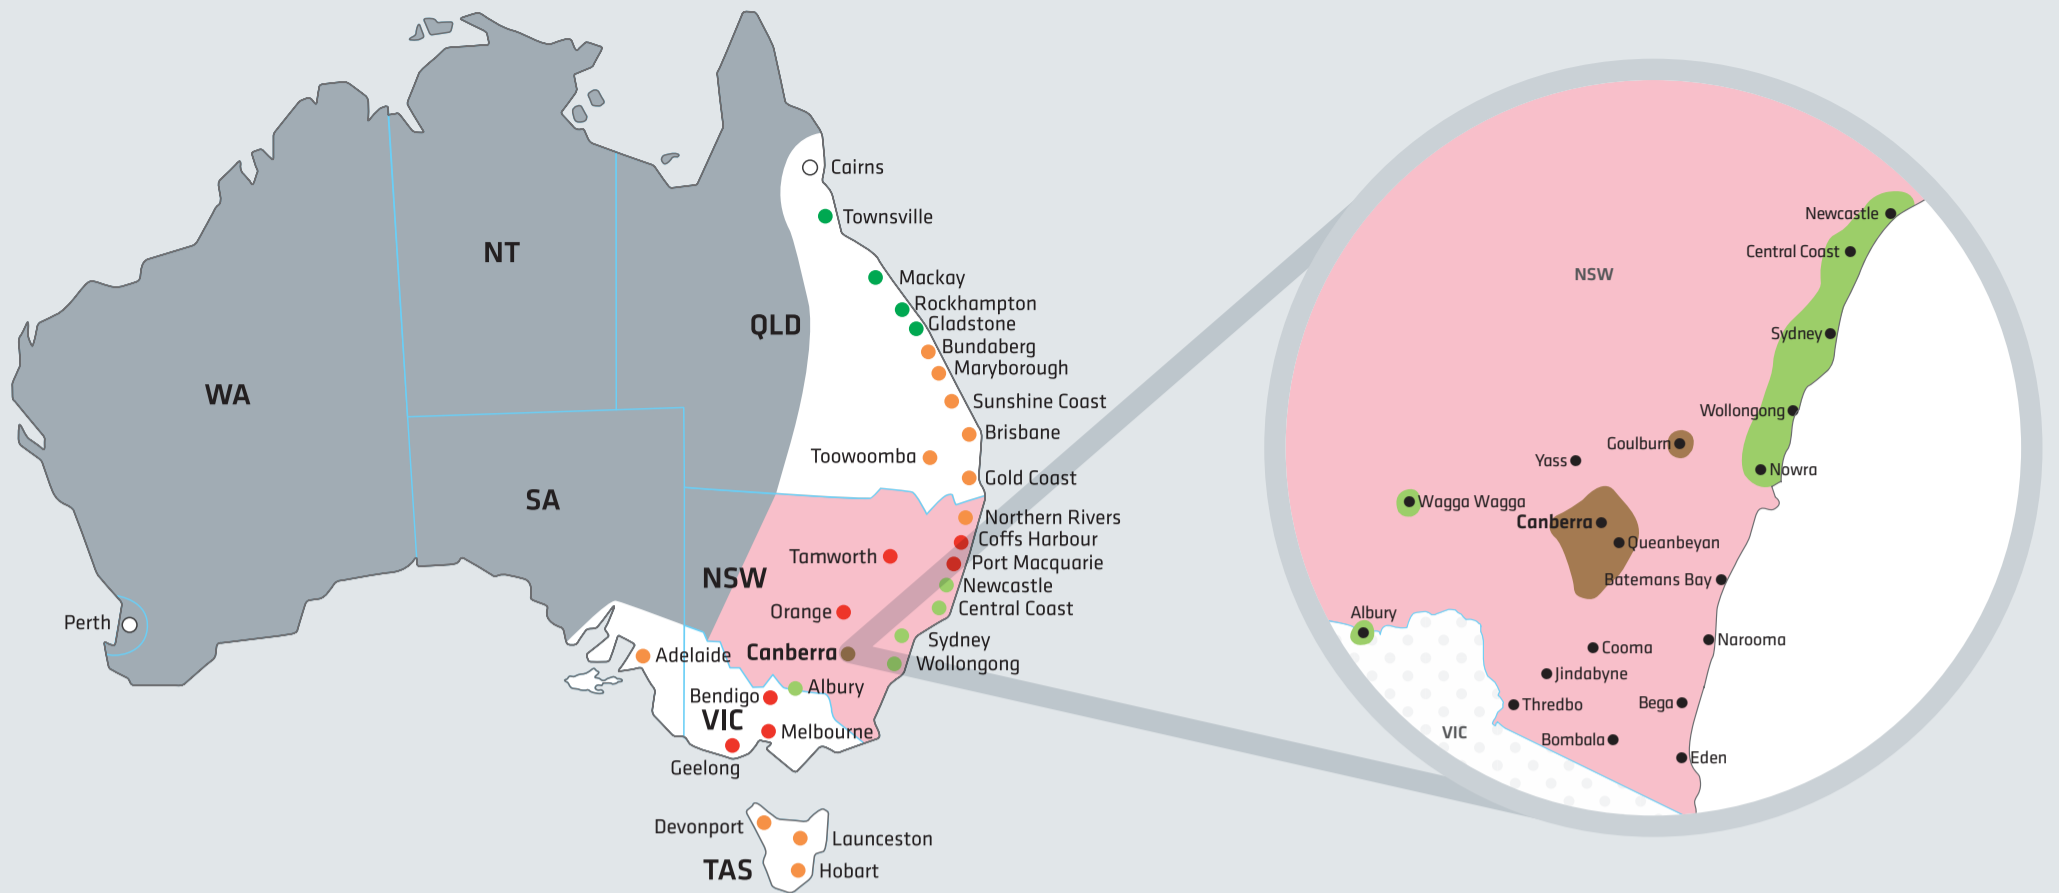 Cairns
Townsville
NT
Mackay
Rockhampton
Gladstone
QLD
Bundaberg
Maryborough
WA
Sunshine Coast
Brisbane
Toowoomba
Gold Coast
SA
Northern Rivers
Coffs Harbour
Tamworth
Port Macquarie
NSW
Newcastle
Central Coast
Orange
Perth
Sydney
Canberra
Adelaide
Wollongong
Albury
Bendigo
VIC
Melbourne
Geelong
Devonport
Launceston
TAS
Hobart
Newcastle
Central Coast
NSW
Sydney
Wollongong
Goulburn
Yass
Nowra
Wagga Wagga
Canberra
Queanbeyan
Batemans Bay
Albury
Narooma
Cooma
Jindabyne
Thredbo
Bega
VIC
Bombala
Eden